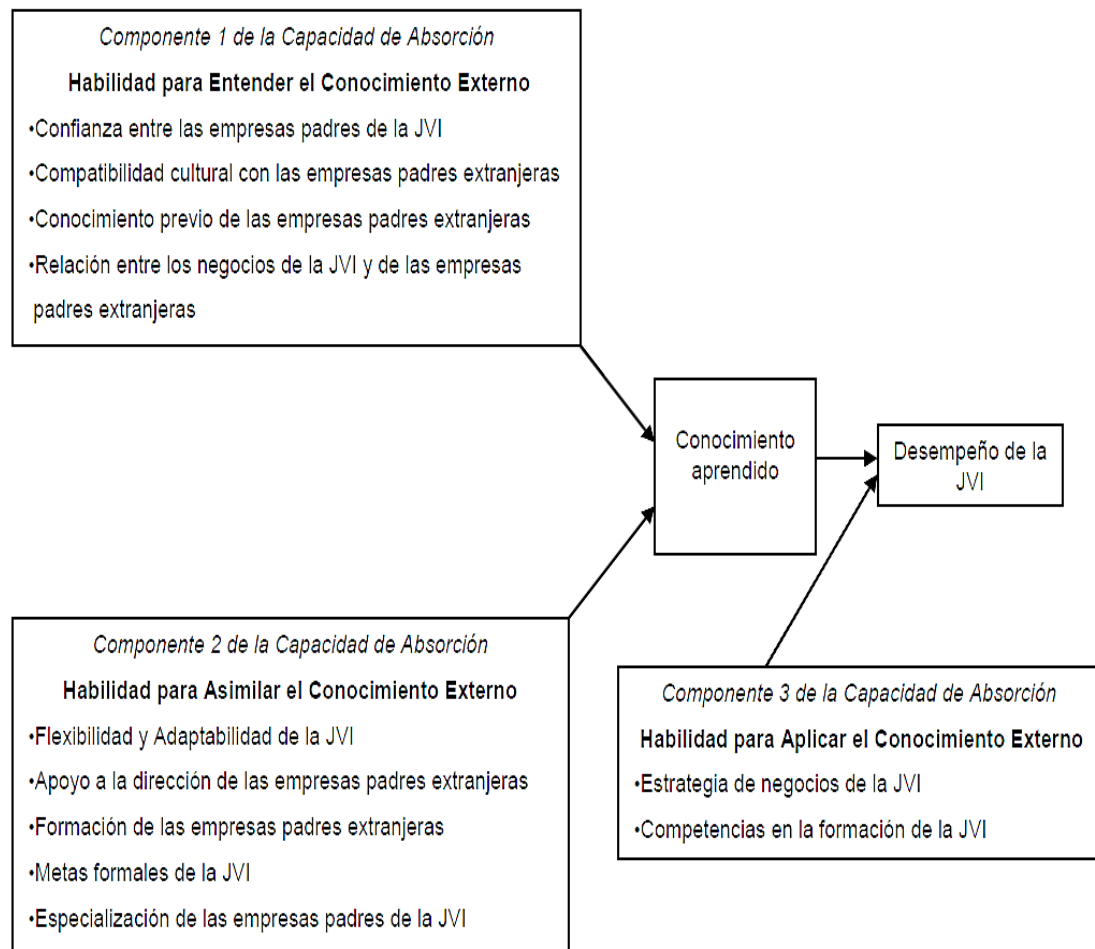 Componente 1 de la Capacidad de Absorción
Habilidad para Entender el Conocimiento Externo
•Confianza entre las empresas padres de la JVI
•Compatibilidad cultural con las empresas padres extranjeras
•Conocimiento previo de las empresas padres extranjeras
•Relación entre los negocios de la JVI y de las empresas
padres extranjeras
Conocimiento
aprendido
Desempeño de la
JVI
Componente 2 de la Capacidad de Absorción
Habilidad para Asimilar el Conocimiento Externo
•Flexibilidad y Adaptabilidad de la JVI
•Apoyo a la dirección de las empresas padres extranjeras
•Formación de las empresas padres extranjeras
•Metas formales de la JVI
•Especialización de las empresas padres de la JVI
Componente 3 de la Capacidad de Absorción
Habilidad para Aplicar el Conocimiento Externo
•Estrategia de negocios de la JVI
•Competencias en la formación de la JVI